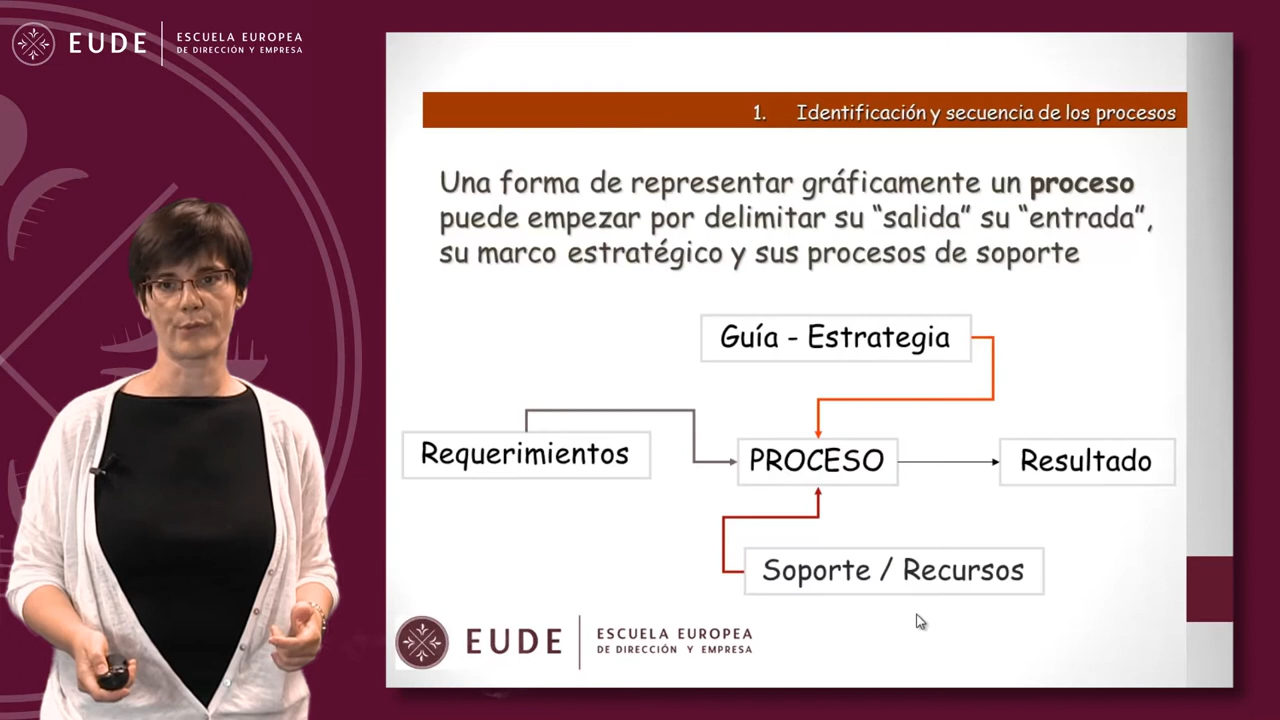 EUDE
ESCUELA EUROPEA
DE DIRECCIÓN Y EMPRESA
1. Identificación y secuencia de los procesos
Una forma de representar gráficamente un proceso
puede empezar por delimitar su “salida” su “entrada”,
su marco estratégico y sus procesos de soporte
Guía - Estrategia
Requerimientos
PROCESO
Resultado
Soporte / Recursos
EUDE
ESCUELA EUROPEA
DE DIRECCIÓN Y EMPRESA